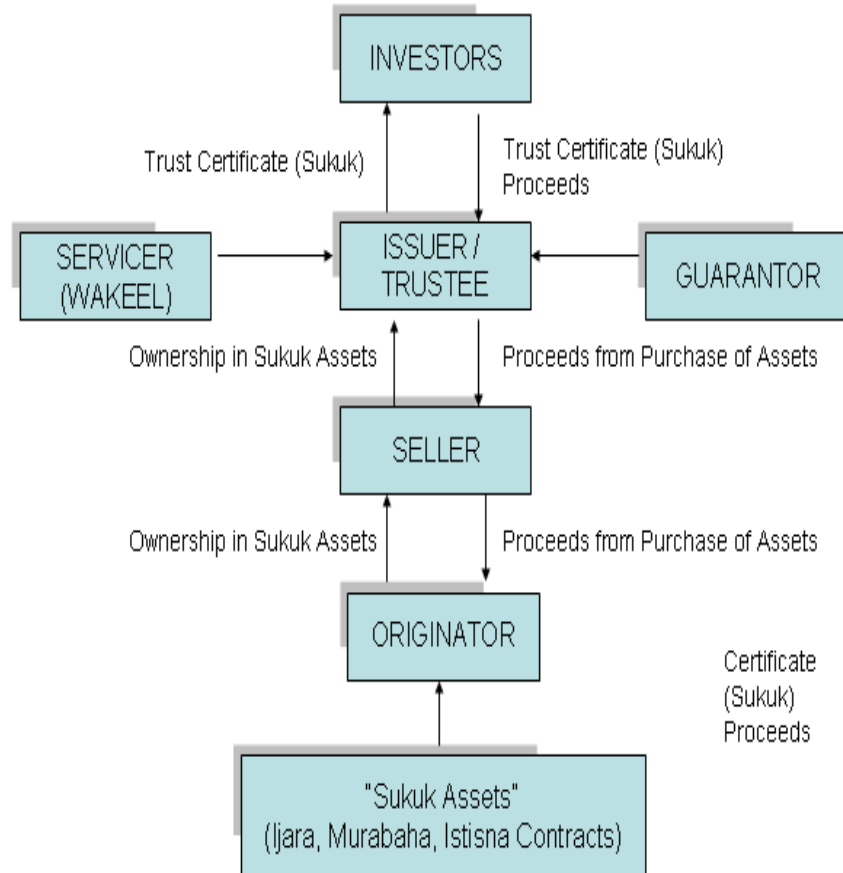 INVESTORS
Trust Certificate (Sukuk)
Trust Certificate (Sukuk)
Proceeds
SERVICER
(WAKEEL)
ISSUER /
TRUSTEE
GUARANTOR
Ownership in Sukuk Assets
Proceeds from Purchase of Assets
SELLER
Ownership in Sukuk Assets
Proceeds from Purchase of Assets
ORIGINATOR
Certificate
(Sukuk)
Proceeds
"Sukuk Assets"
(Ijara, Murabaha, Istisna Contracts)